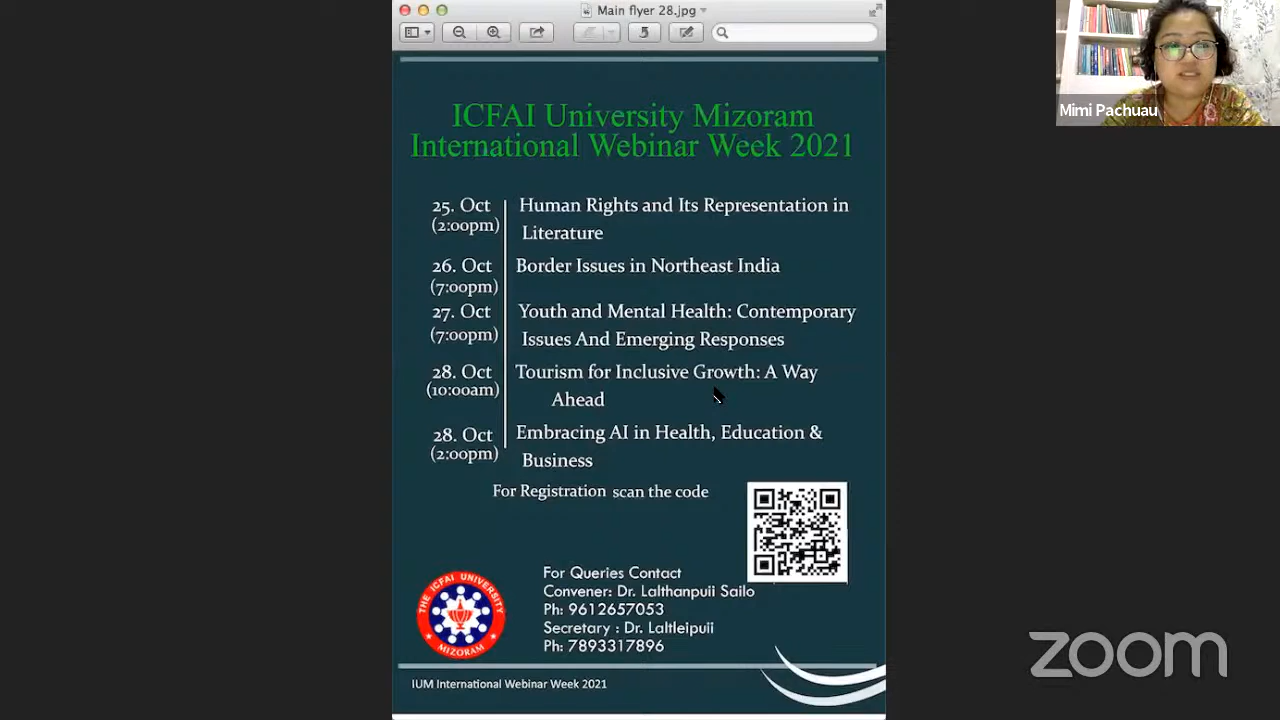 Main flyer 28.jpg
Mimi Pachuau
ICFAI University Mizoram
International Webinar Week 2021
25. Oct
(2:00pm)
Human Rights and Its Representation in
Literature
26. Oct
(7:00pm)
Border Issues in Northeast India
27. Oct
(7:00pm)
Youth and Mental Health: Contemporary
Issues And Emerging Responses
28. Oct
(10:00am)
Tourism for Inclusive Growth: A Way
Ahead
28. Oct
(2:00pm)
Embracing AI in Health, Education &
Business
For Registration scan the code
For Queries Contact
Convener: Dr. Lalthanpuii Sailo
Ph: 9612657053
Secretary : Dr. Laltleipuii
Ph: 7893317896
THE ICFAI UNIVERSITY
MIZORAM
IUM International Webinar Week 2021
zoom